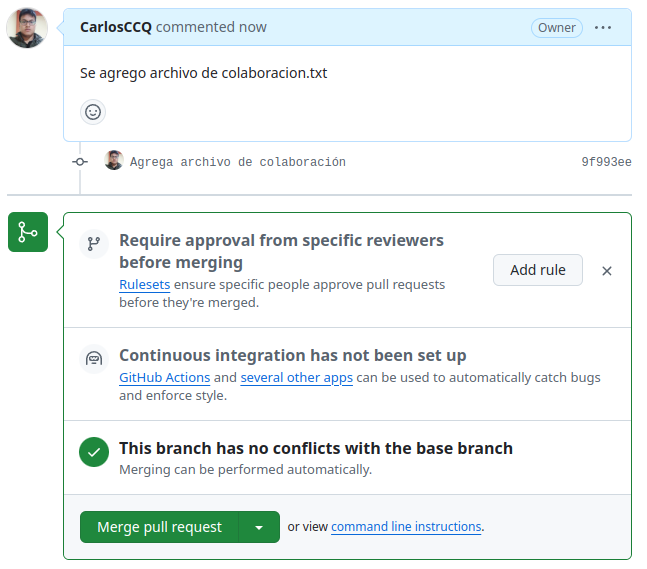 CarlosCCQ commented now
Owner
Se agrego archivo de colaboracion.txt
Agrega archivo de colaboración
9f993ee
Require approval from specific reviewers
before merging
Rulesets ensure specific people approve pull requests
before they're merged.
Add rule
Continuous integration has not been set up
GitHub Actions and several other apps can be used to automatically catch bugs
and enforce style.
This branch has no conflicts with the base branch
Merging can be performed automatically.
Merge pull request
or view command line instructions.